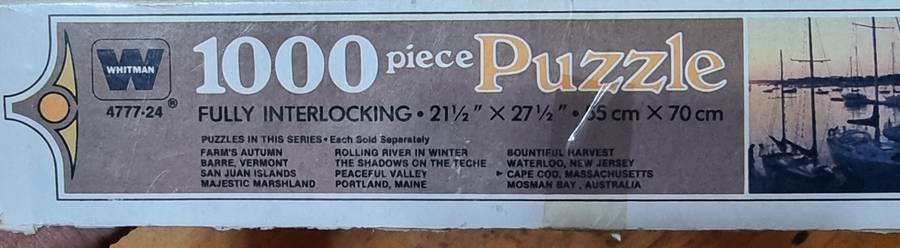 WHITMAN
4777-24 ®
1000 piece Puzzle
FULLY INTERLOCKING • 21½" × 27½" • 55 cm × 70 cm
PUZZLES IN THIS SERIES • Each Sold Separately
FARM'S AUTUMN
BARRE, VERMONT
SAN JUAN ISLANDS
MAJESTIC MARSHLAND
ROLLING RIVER IN WINTER
THE SHADOWS ON THE TECHE
PEACEFUL VALLEY
PORTLAND, MAINE
BOUNTIFUL HARVEST
WATERLOO, NEW JERSEY
▸ CAPE COD, MASSACHUSETTS
MOSMAN BAY, AUSTRALIA